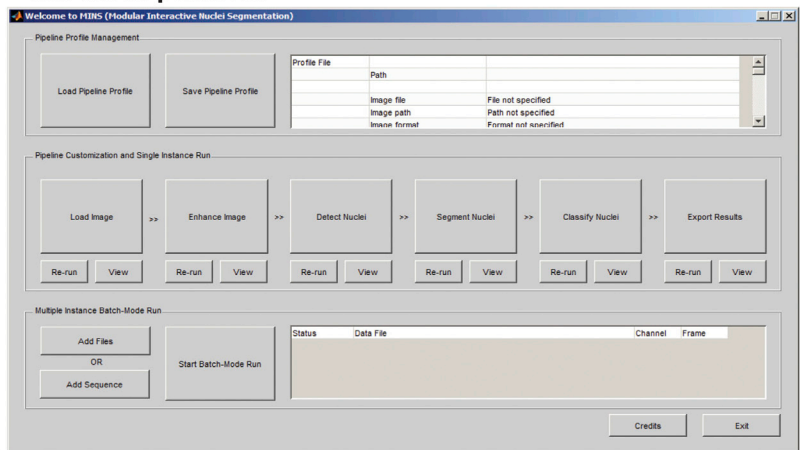 Welcome to MINS (Modular Interactive Nuclei Segmentation)
Pipeline Profile Management
Load Pipeline Profile
Save Pipeline Profile
Profile File
Path
Image file File not specified
Image path Path not specified
Image format Format not specified
Pipeline Customization and Single Instance Run
Load Image >> Enhance Image >> Detect Nuclei >> Segment Nuclei >> Classify Nuclei >> Export Results
Re-run View Re-run View Re-run View Re-run View Re-run View Re-run View
Multiple Instance Batch-Mode Run
Add Files
OR
Add Sequence
Start Batch-Mode Run
Status Data File Channel Frame
Credits Exit